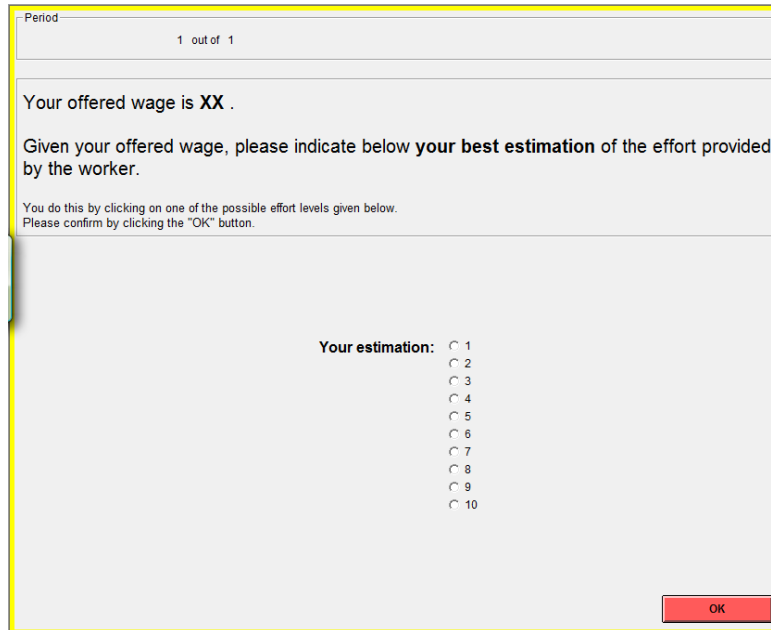 Period
1 out of 1
Your offered wage is XX .
Given your offered wage, please indicate below your best estimation of the effort provided
by the worker.
You do this by clicking on one of the possible effort levels given below.
Please confirm by clicking the "OK" button.
Your estimation: 1
2
3
4
5
6
7
8
9
10
OK